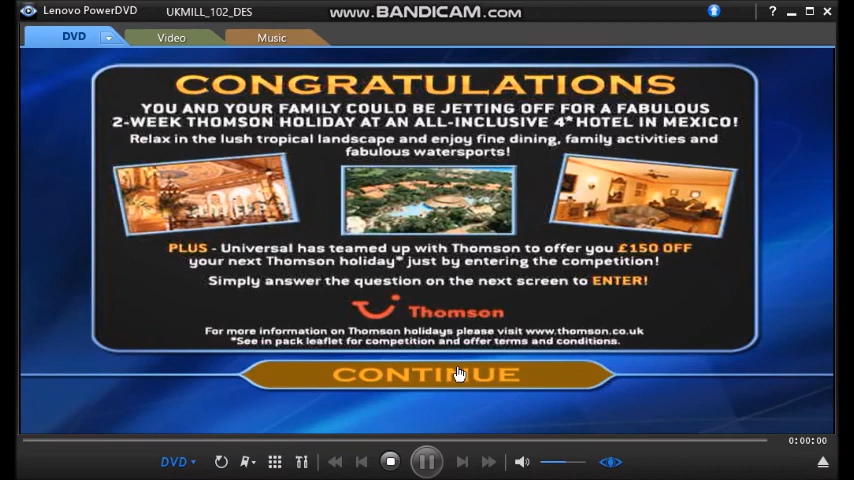 Lenovo PowerDVD
UKMILL_102_DES
www.BANDICAM.com
?
DVD
Video
Music
CONGRATULATIONS
YOU AND YOUR FAMILY COULD BE JETTING OFF FOR A FABULOUS
2-WEEK THOMSON HOLIDAY AT AN ALL-INCLUSIVE 4* HOTEL IN MEXICO!
Relax in the lush tropical landscape and enjoy fine dining, family activities and
fabulous watersports!
PLUS - Universal has teamed up with Thomson to offer you £150 OFF
your next Thomson holiday* just by entering the competition!
Simply answer the question on the next screen to ENTER!
Thomson
For more information on Thomson holidays please visit www.thomson.co.uk
*See in pack leaflet for competition and offer terms and conditions.
CONTINUE
0:00:00
DVD